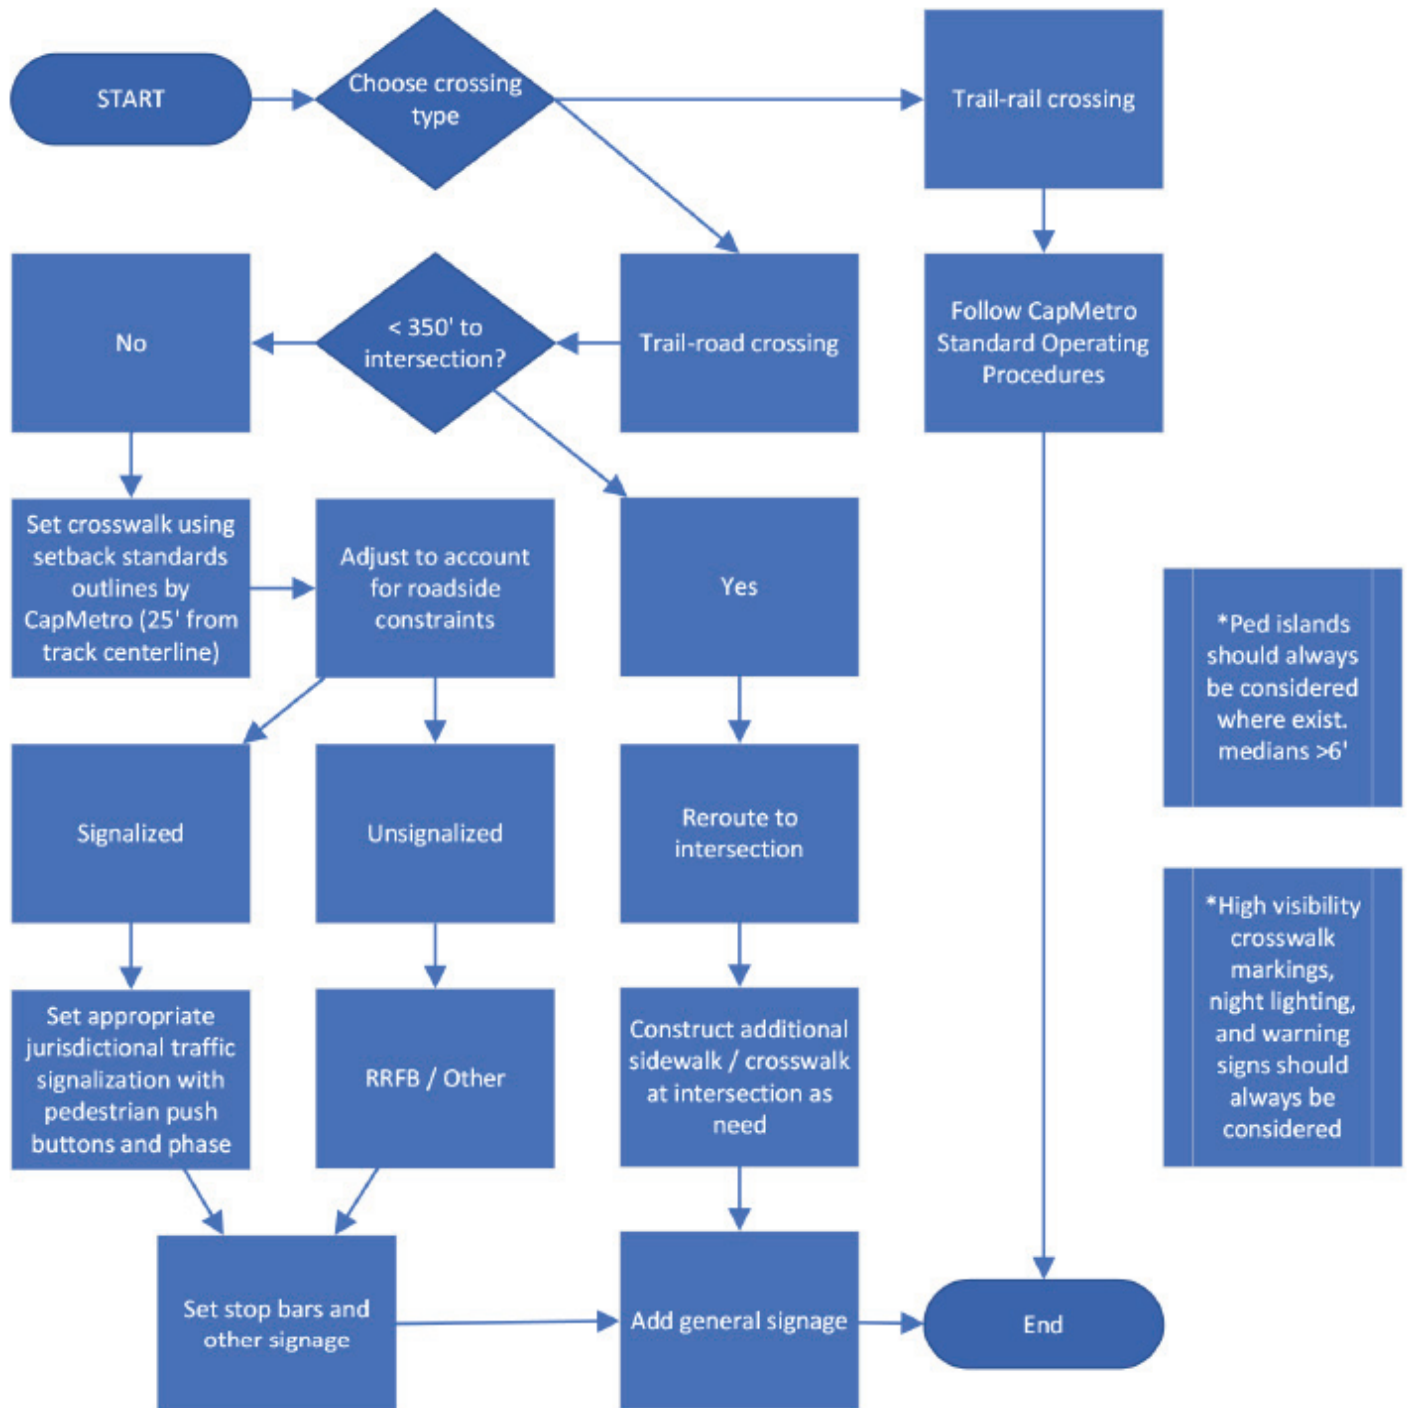 START
Choose crossing
type
Trail-rail crossing
No
< 350' to
intersection?
Trail-road crossing
Follow CapMetro
Standard Operating
Procedures
Set crosswalk using
setback standards
outlines by
CapMetro (25' from
track centerline)
Adjust to account
for roadside
constraints
Yes
*Ped islands
should always
be considered
where exist.
medians >6'
Signalized
Unsignalized
Reroute to
intersection
*High visibility
crosswalk
markings,
night lighting,
and warning
signs should
always be
considered
Set appropriate
jurisdictional traffic
signalization with
pedestrian push
buttons and phase
RRFB / Other
Construct additional
sidewalk / crosswalk
at intersection as
need
Set stop bars and
other signage
Add general signage
End